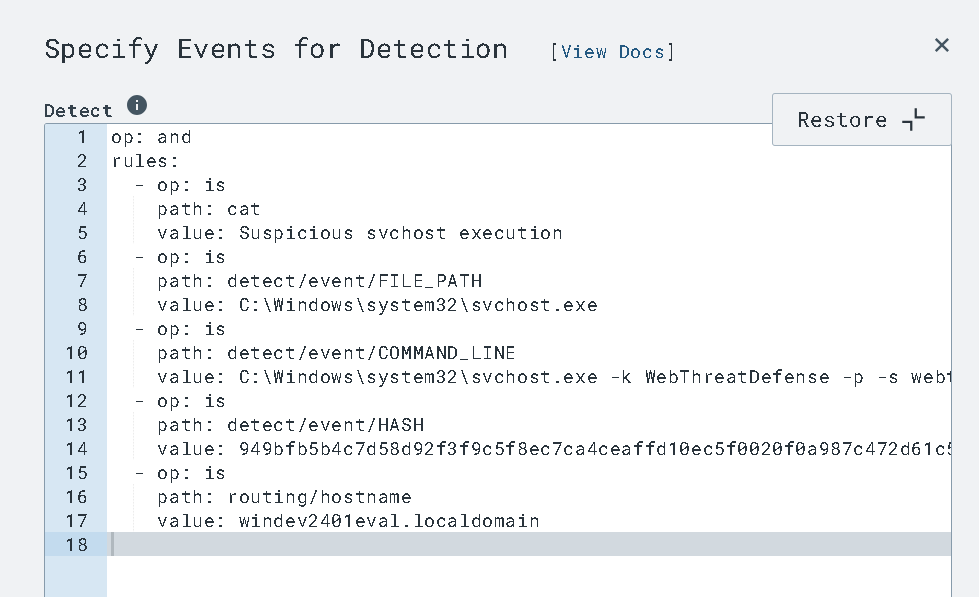 Specify Events for Detection [View Docs]
Detect
Restore
1 op: and
2 rules:
3 - op: is
4 path: cat
5 value: Suspicious svchost execution
6 - op: is
7 path: detect/event/FILE_PATH
8 value: C:\Windows\system32\svchost.exe
9 - op: is
10 path: detect/event/COMMAND_LINE
11 value: C:\Windows\system32\svchost.exe -k WebThreatDefense -p -s
12 - op: is
13 path: detect/event/HASH
14 value: 949bfb5b4c7d58d92f3f9c5f8ec7ca4ceaffd10ec5f0020f0a987c472d61c5
15 - op: is
16 path: routing/hostname
17 value: windev2401eval.localdomain
18